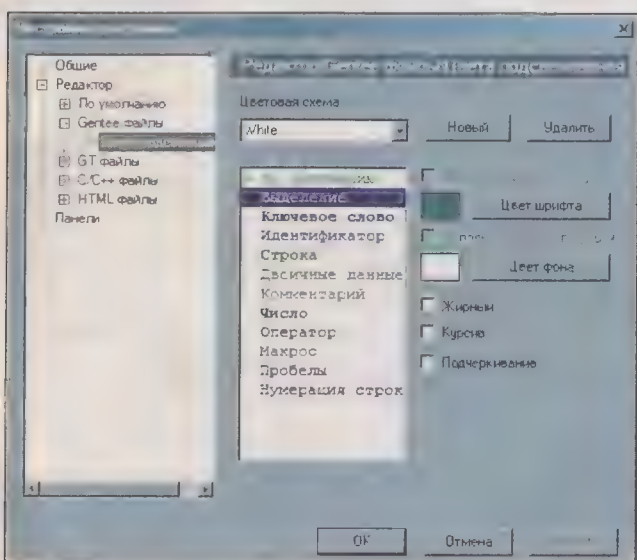 Общие
Редактор
По умолчанию
Gentee файлы
GT файлы
C/C++ файлы
HTML файлы
Панели
Цветовая схема
White
Новый
Удалить
Выделение
Ключевое слово
Идентификатор
Строка
Двоичные данные
Комментарий
Число
Оператор
Макрос
Пробелы
Нумерация строк
Цвет шрифта
Цвет фона
Жирный
Курсив
Подчеркивание
OK
Отмена